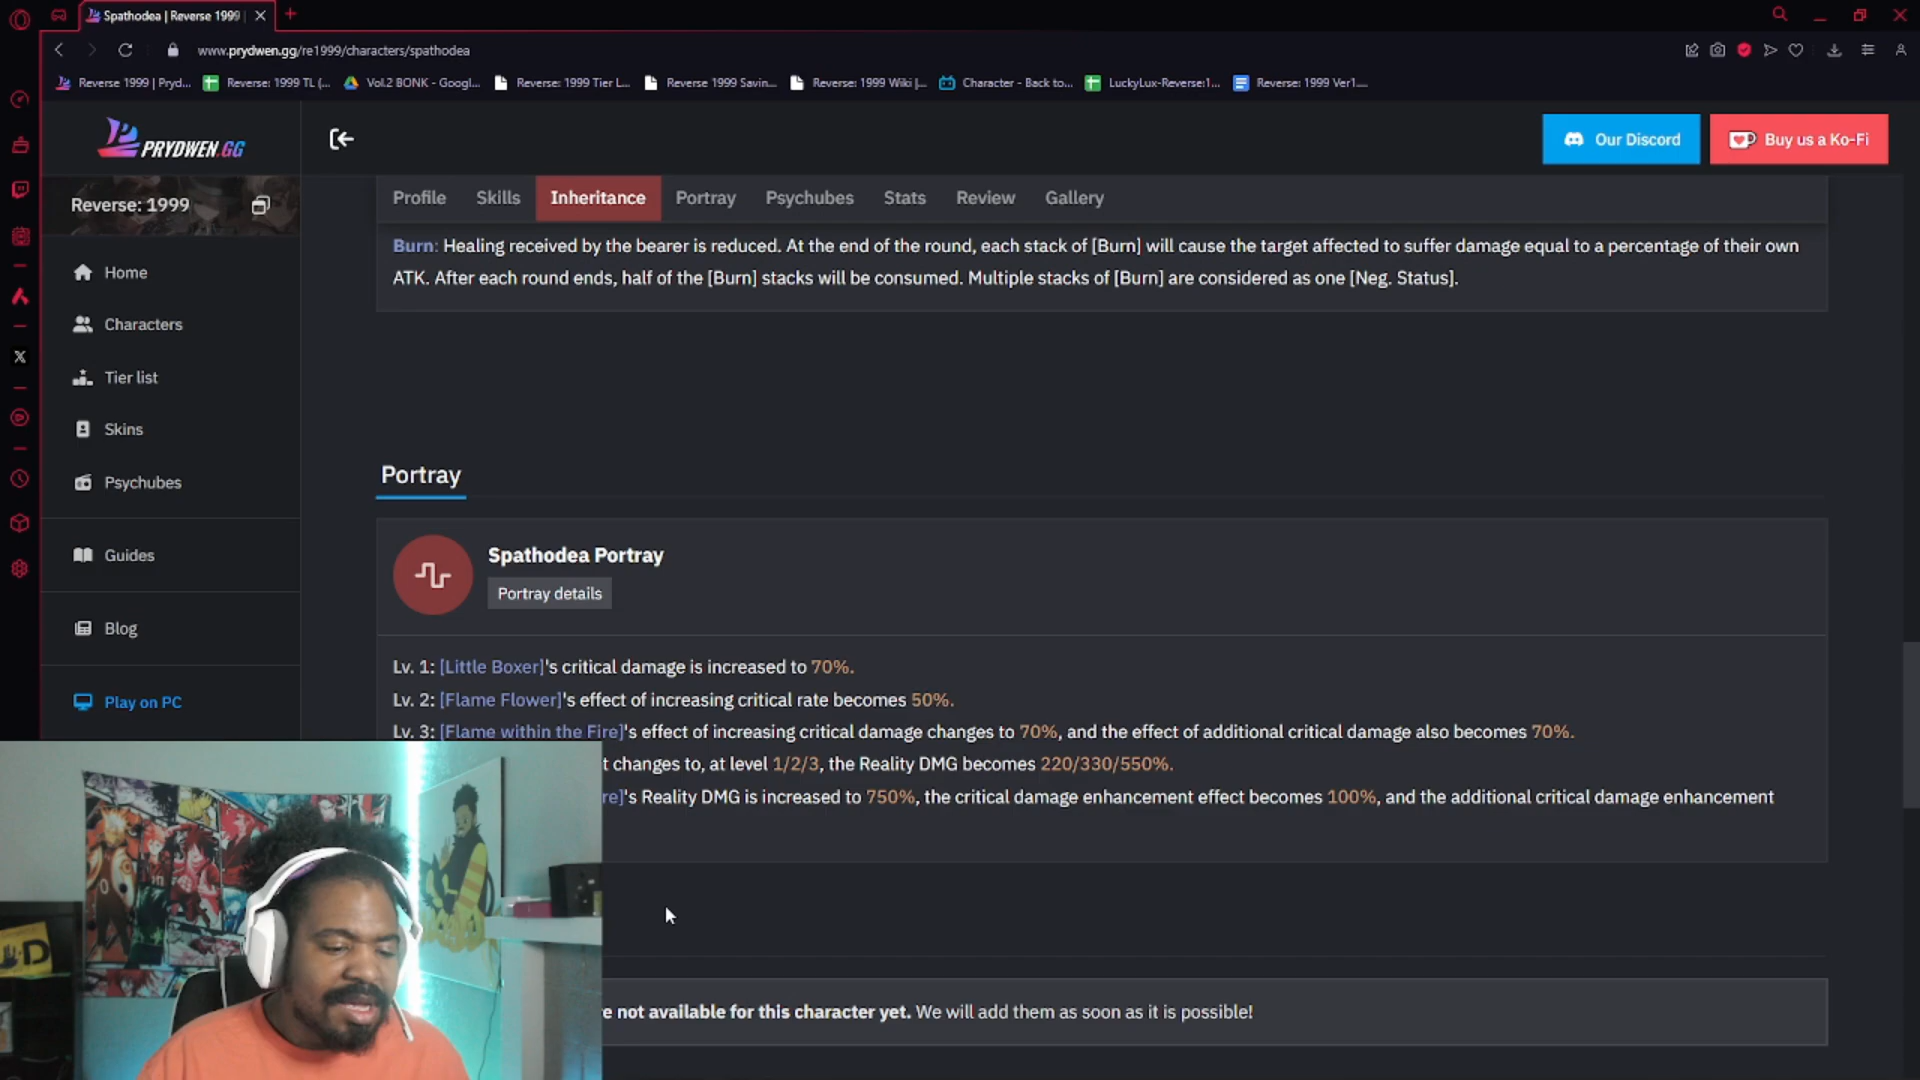 Spathodea | Reverse 1999
www.prydwen.gg/re1999/characters/spathodea
Reverse 1999 | Pryd...
Reverse: 1999 TL (...
Vol.2 BONK - Googl...
Reverse: 1999 Tier L...
Reverse 1999 Savin...
Reverse: 1999 Wiki |...
Character - Back to...
LuckyLux-Reverse:1...
Reverse: 1999 Ver1....
PRYDWEN.GG
Our Discord
Buy us a Ko-Fi
Reverse: 1999
Profile Skills Inheritance Portray Psychubes Stats Review Gallery
Home
Characters
Tier list
Skins
Psychubes
Guides
Blog
Play on PC
Burn: Healing received by the bearer is reduced. At the end of the round, each stack of [Burn] will cause the target affected to suffer damage equal to a percentage of their own
ATK. After each round ends, half of the [Burn] stacks will be consumed. Multiple stacks of [Burn] are considered as one [Neg. Status].
Portray
Spathodea Portray
Portray details
Lv. 1: [Little Boxer]'s critical damage is increased to 70%.
Lv. 2: [Flame Flower]'s effect of increasing critical rate becomes 50%.
Lv. 3: [Flame within the Fire]'s effect of increasing critical damage changes to 70%, and the effect of additional critical damage also becomes 70%.
t changes to, at level 1/2/3, the Reality DMG becomes 220/330/550%.
re]'s Reality DMG is increased to 750%, the critical damage enhancement effect becomes 100%, and the additional critical damage enhancement
e not available for this character yet. We will add them as soon as it is possible!